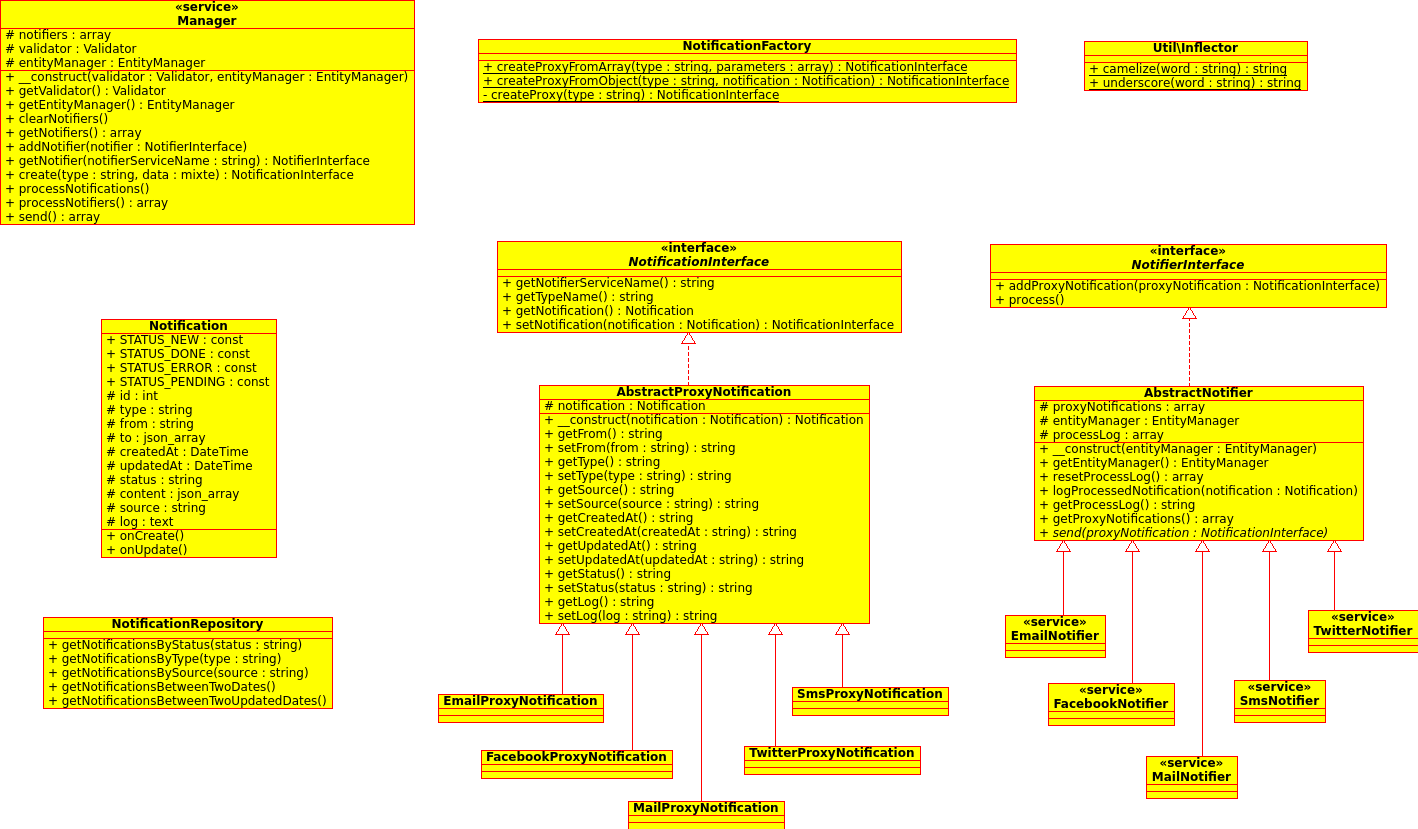 «service»
Manager
# notifiers : array
# validator : Validator
# entityManager : EntityManager
+ __construct(validator : Validator, entityManager : EntityManager)
+ getValidator() : Validator
+ getEntityManager() : EntityManager
+ clearNotifiers()
+ getNotifiers() : array
+ addNotifier(notifier : NotifierInterface)
+ getNotifier(notifierServiceName : string) : NotifierInterface
+ create(type : string, data : mixte) : NotificationInterface
+ processNotifications()
+ processNotifiers() : array
+ send() : array
NotificationFactory
+ createProxyFromArray(type : string, parameters : array) : NotificationInterface
+ createProxyFromObject(type : string, notification : Notification) : NotificationInterface
- createProxy(type : string) : NotificationInterface
Util\Inflector
+ camelize(word : string) : string
+ underscore(word : string) : string
«interface»
NotificationInterface
+ getNotifierServiceName() : string
+ getTypeName() : string
+ getNotification() : Notification
+ setNotification(notification : Notification) : NotificationInterface
«interface»
NotifierInterface
+ addProxyNotification(proxyNotification : NotificationInterface)
+ process()
Notification
+ STATUS_NEW : const
+ STATUS_DONE : const
+ STATUS_ERROR : const
+ STATUS_PENDING : const
# id : int
# type : string
# from : string
# to : json_array
# createdAt : DateTime
# updatedAt : DateTime
# status : string
# content : json_array
# source : string
# log : text
+ onCreate()
+ onUpdate()
AbstractProxyNotification
# notification : Notification
+ __construct(notification : Notification) : Notification
+ getFrom() : string
+ setFrom(from : string) : string
+ getType() : string
+ setType(type : string) : string
+ getSource() : string
+ setSource(source : string) : string
+ getCreatedAt() : string
+ setCreatedAt(createdAt : string) : string
+ getUpdatedAt() : string
+ setUpdatedAt(updatedAt : string) : string
+ getStatus() : string
+ setStatus(status : string) : string
+ getLog() : string
+ setLog(log : string) : string
AbstractNotifier
# proxyNotifications : array
# entityManager : EntityManager
# processLog : array
+ __construct(entityManager : EntityManager)
+ getEntityManager() : EntityManager
+ resetProcessLog() : array
+ logProcessedNotification(notification : Notification)
+ getProcessLog() : string
+ getProxyNotifications() : array
+ send(proxyNotification : NotificationInterface)
NotificationRepository
+ getNotificationsByStatus(status : string)
+ getNotificationsByType(type : string)
+ getNotificationsBySource(source : string)
+ getNotificationsBetweenTwoDates()
+ getNotificationsBetweenTwoUpdatedDates()
EmailProxyNotification
SmsProxyNotification
FacebookProxyNotification
TwitterProxyNotification
MailProxyNotification
«service»
EmailNotifier
«service»
TwitterNotifier
«service»
FacebookNotifier
«service»
SmsNotifier
«service»
MailNotifier